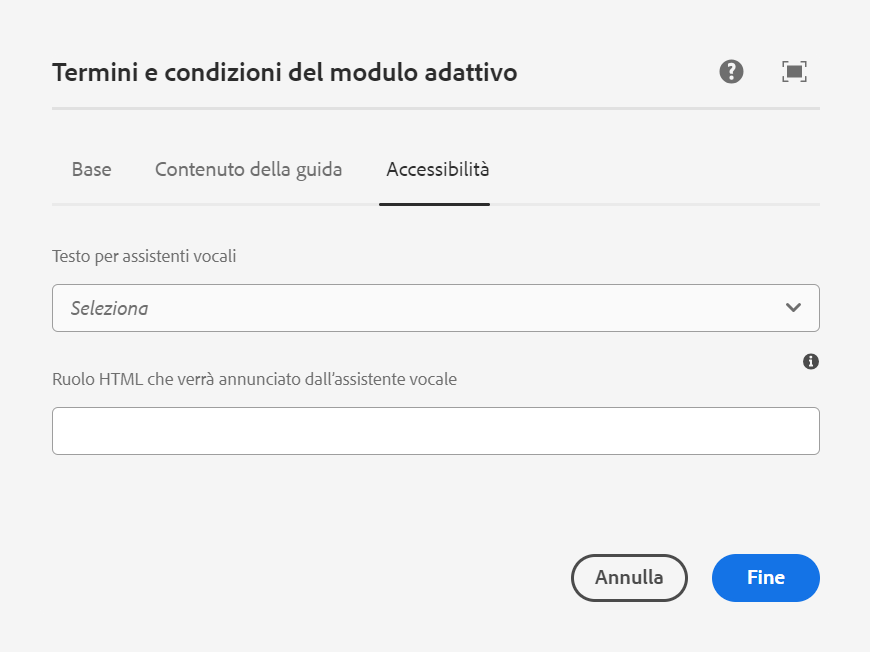 Termini e condizioni del modulo adattivo
Base Contenuto della guida Accessibilità
Testo per assistenti vocali
Seleziona
Ruolo HTML che verrà annunciato dall'assistente vocale
Annulla Fine